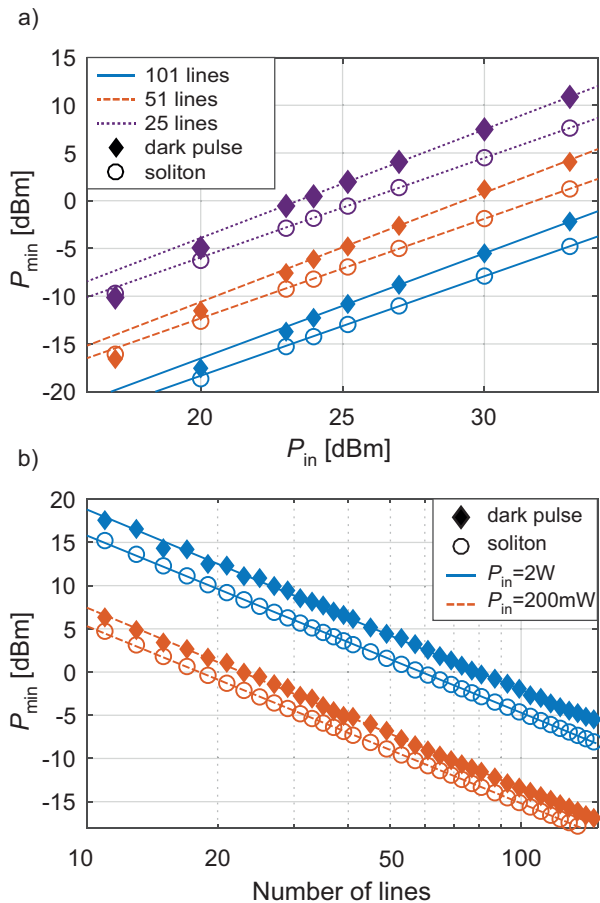 a)
15
10
5
0
-5
-10
-15
-20
P_min [dBm]
101 lines
51 lines
25 lines
dark pulse
soliton
20
25
30
P_in [dBm]
b)
20
15
10
5
0
-5
-10
-15
P_min [dBm]
dark pulse
soliton
P_in=2W
P_in=200mW
10
20
50
100
Number of lines